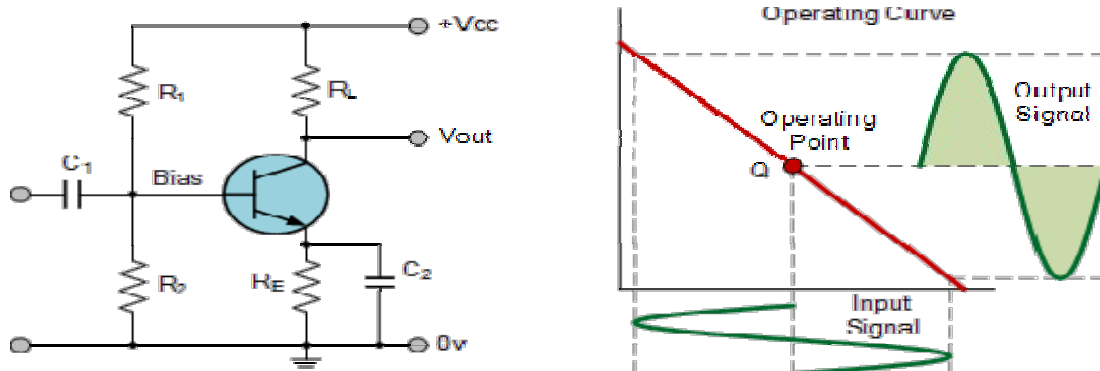 +Vcc
R1
RL
Vout
C1
Bias
R2
RE
C2
0v
Operating Curve
Output
Signal
Operating
Point
Q
Input
Signal